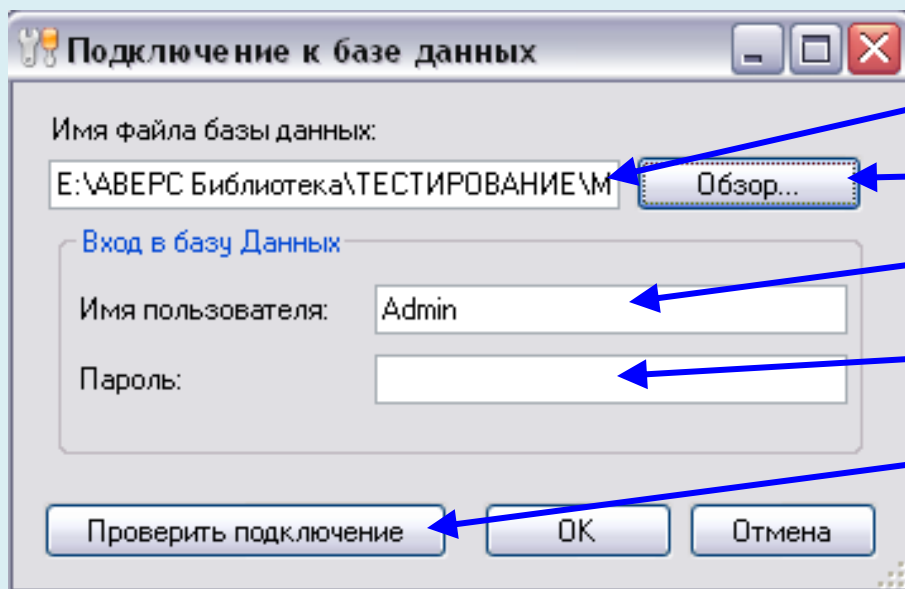 Подключение к базе данных
Имя файла базы данных:
E:\АВЕРС Библиотека\ТЕСТИРОВАНИЕ\M
Обзор...
Вход в базу Данных
Имя пользователя: Admin
Пароль:
Проверить подключение OK Отмена